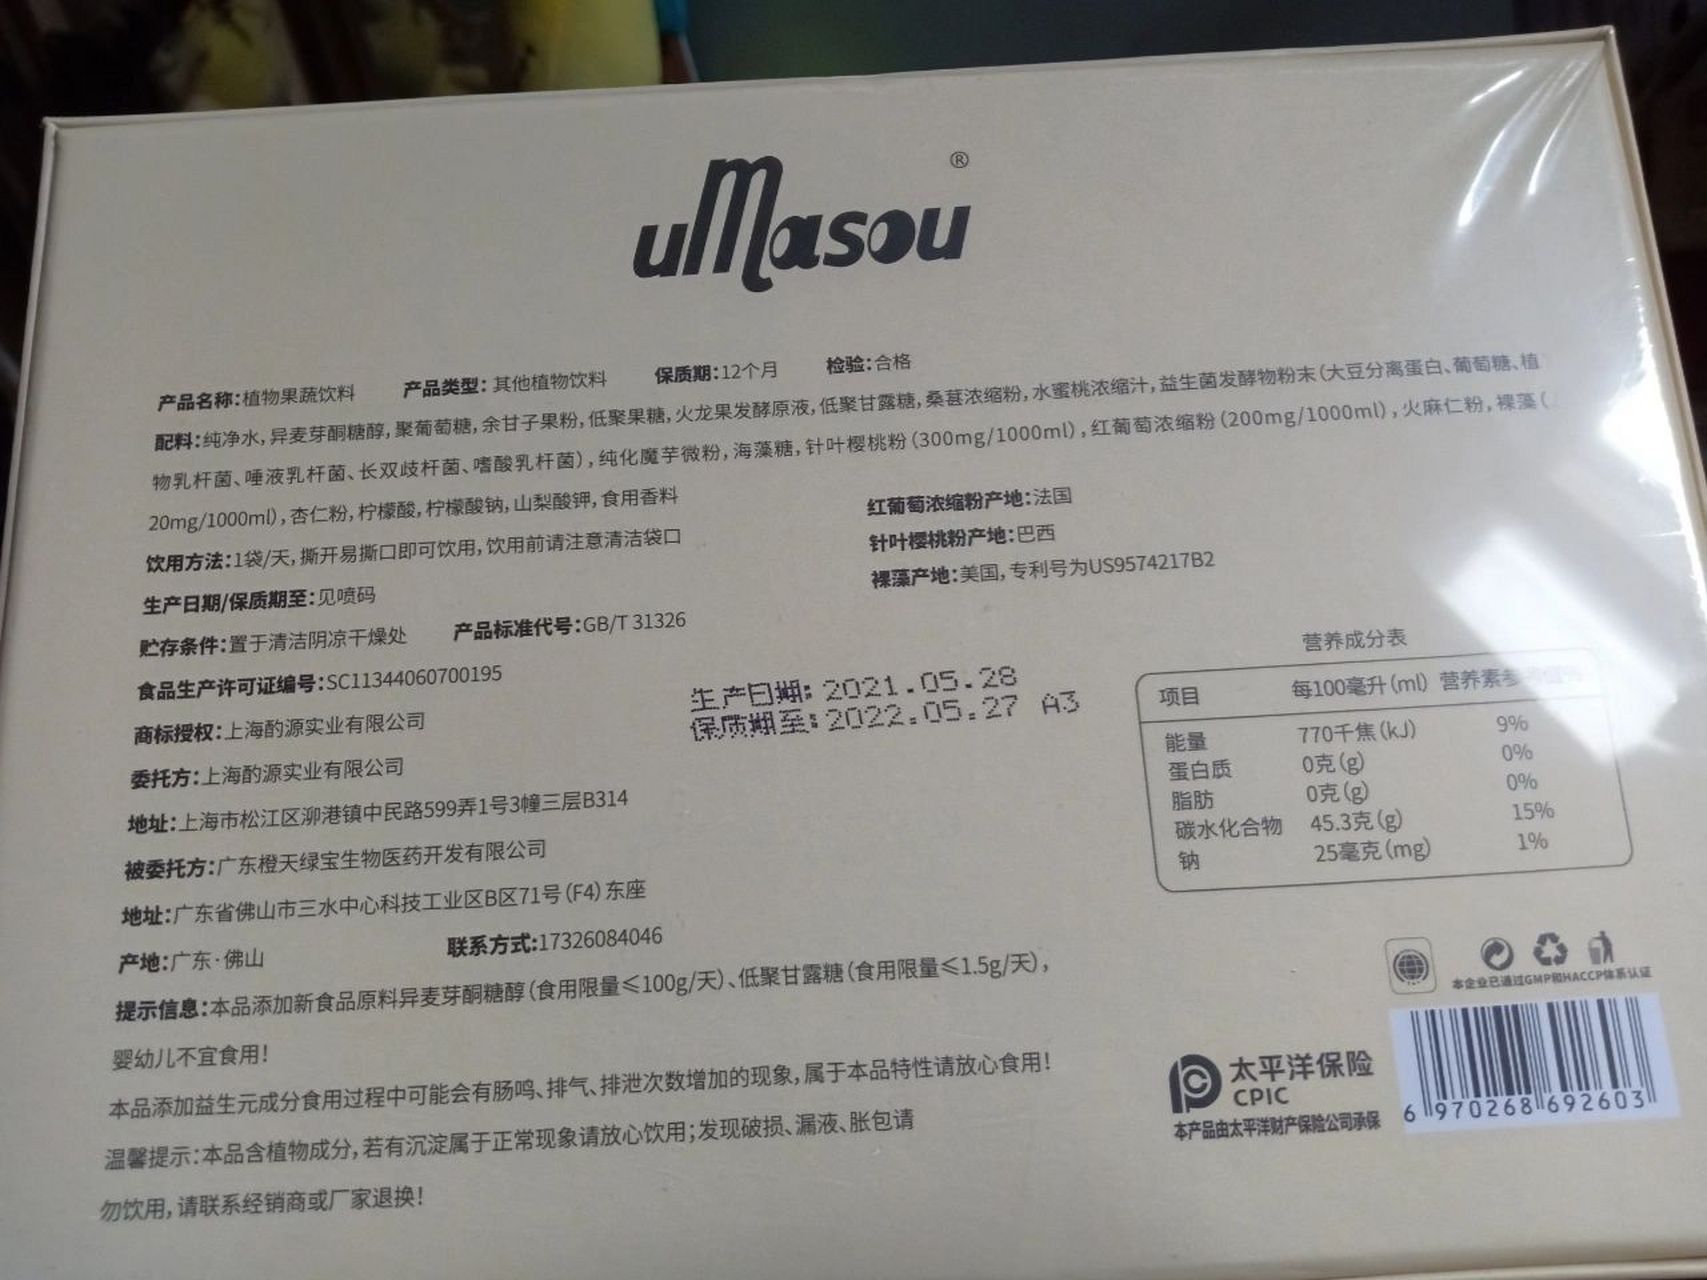 uMasou®
产品名称:植物果蔬饮料 产品类型:其他植物饮料 保质期:12个月 检验:合格
配料:纯净水,异麦芽酮糖醇,聚葡萄糖,余甘子果粉,低聚果糖,火龙果发酵原液,低聚甘露糖,桑葚浓缩粉,水蜜桃浓缩汁,益生菌发酵物粉末(大豆分离蛋白、葡萄糖、植
物乳杆菌、唾液乳杆菌、长双歧杆菌、嗜酸乳杆菌),纯化魔芋微粉,海藻糖,针叶樱桃粉(300mg/1000ml),红葡萄浓缩粉(200mg/1000ml),火麻仁粉,裸藻(
20mg/1000ml),杏仁粉,柠檬酸,柠檬酸钠,山梨酸钾,食用香料
饮用方法:1袋/天,撕开易撕口即可饮用,饮用前请注意清洁袋口
生产日期/保质期至:见喷码
贮存条件:置于清洁阴凉干燥处 产品标准代号:GB/T 31326
食品生产许可证编号:SC11344060700195
商标授权:上海酌源实业有限公司
委托方:上海酌源实业有限公司
地址:上海市松江区泖港镇中民路599弄1号3幢三层B314
被委托方:广东橙天绿宝生物医药开发有限公司
地址:广东省佛山市三水中心科技工业区B区71号(F4)东座
产地:广东·佛山 联系方式:17326084046
提示信息:本品添加新食品原料异麦芽酮糖醇(食用限量≤100g/天)、低聚甘露糖(食用限量≤1.5g/天),
婴幼儿不宜食用!
本品添加益生元成分食用过程中可能会有肠鸣、排气、排泄次数增加的现象,属于本品特性请放心食用!
温馨提示:本品含植物成分,若有沉淀属于正常现象请放心饮用;发现破损、漏液、胀包请
勿饮用,请联系经销商或厂家退换!
红葡萄浓缩粉产地:法国
针叶樱桃粉产地:巴西
裸藻产地:美国,专利号为US9574217B2
生产日期:2021.05.28
保质期至:2022.05.27 A3
营养成分表
项目 每100毫升(ml) 营养素参
能量 770千焦(kJ) 9%
蛋白质 0克(g) 0%
脂肪 0克(g) 0%
碳水化合物 45.3克(g) 15%
钠 25毫克(mg) 1%
本企业已通过GMP和HACCP体系认证
太平洋保险
CPIC
本产品由太平洋财产保险公司承保
6 970268 692603